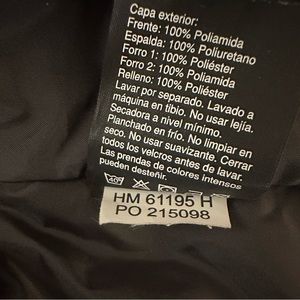 Capa exterior:
Frente: 100% Poliamida
Espalda: 100% Poliuretano
Forro 1: 100% Poliéster
Forro 2: 100% Poliamida
Relleno: 100% Poliéster
Lavar por separado. Lavado a
máquina en tibio. No usar lejía.
Secadora a nivel mínimo.
Planchado en frío. No limpiar en
seco. No usar suavizante. Cerrar
todos los velcros antes de lavar.
Las prendas de colores intensos
pueden desteñir.
HM 61195 H
PO 215098